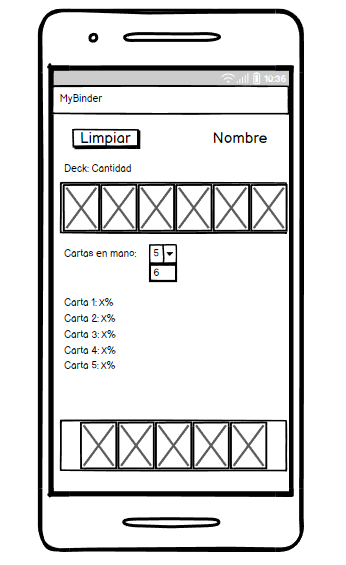 10:36
MyBinder
Limpiar Nombre
Deck: Cantidad
Cartas en mano: 5
6
Carta 1: X%
Carta 2: X%
Carta 3: X%
Carta 4: X%
Carta 5: X%